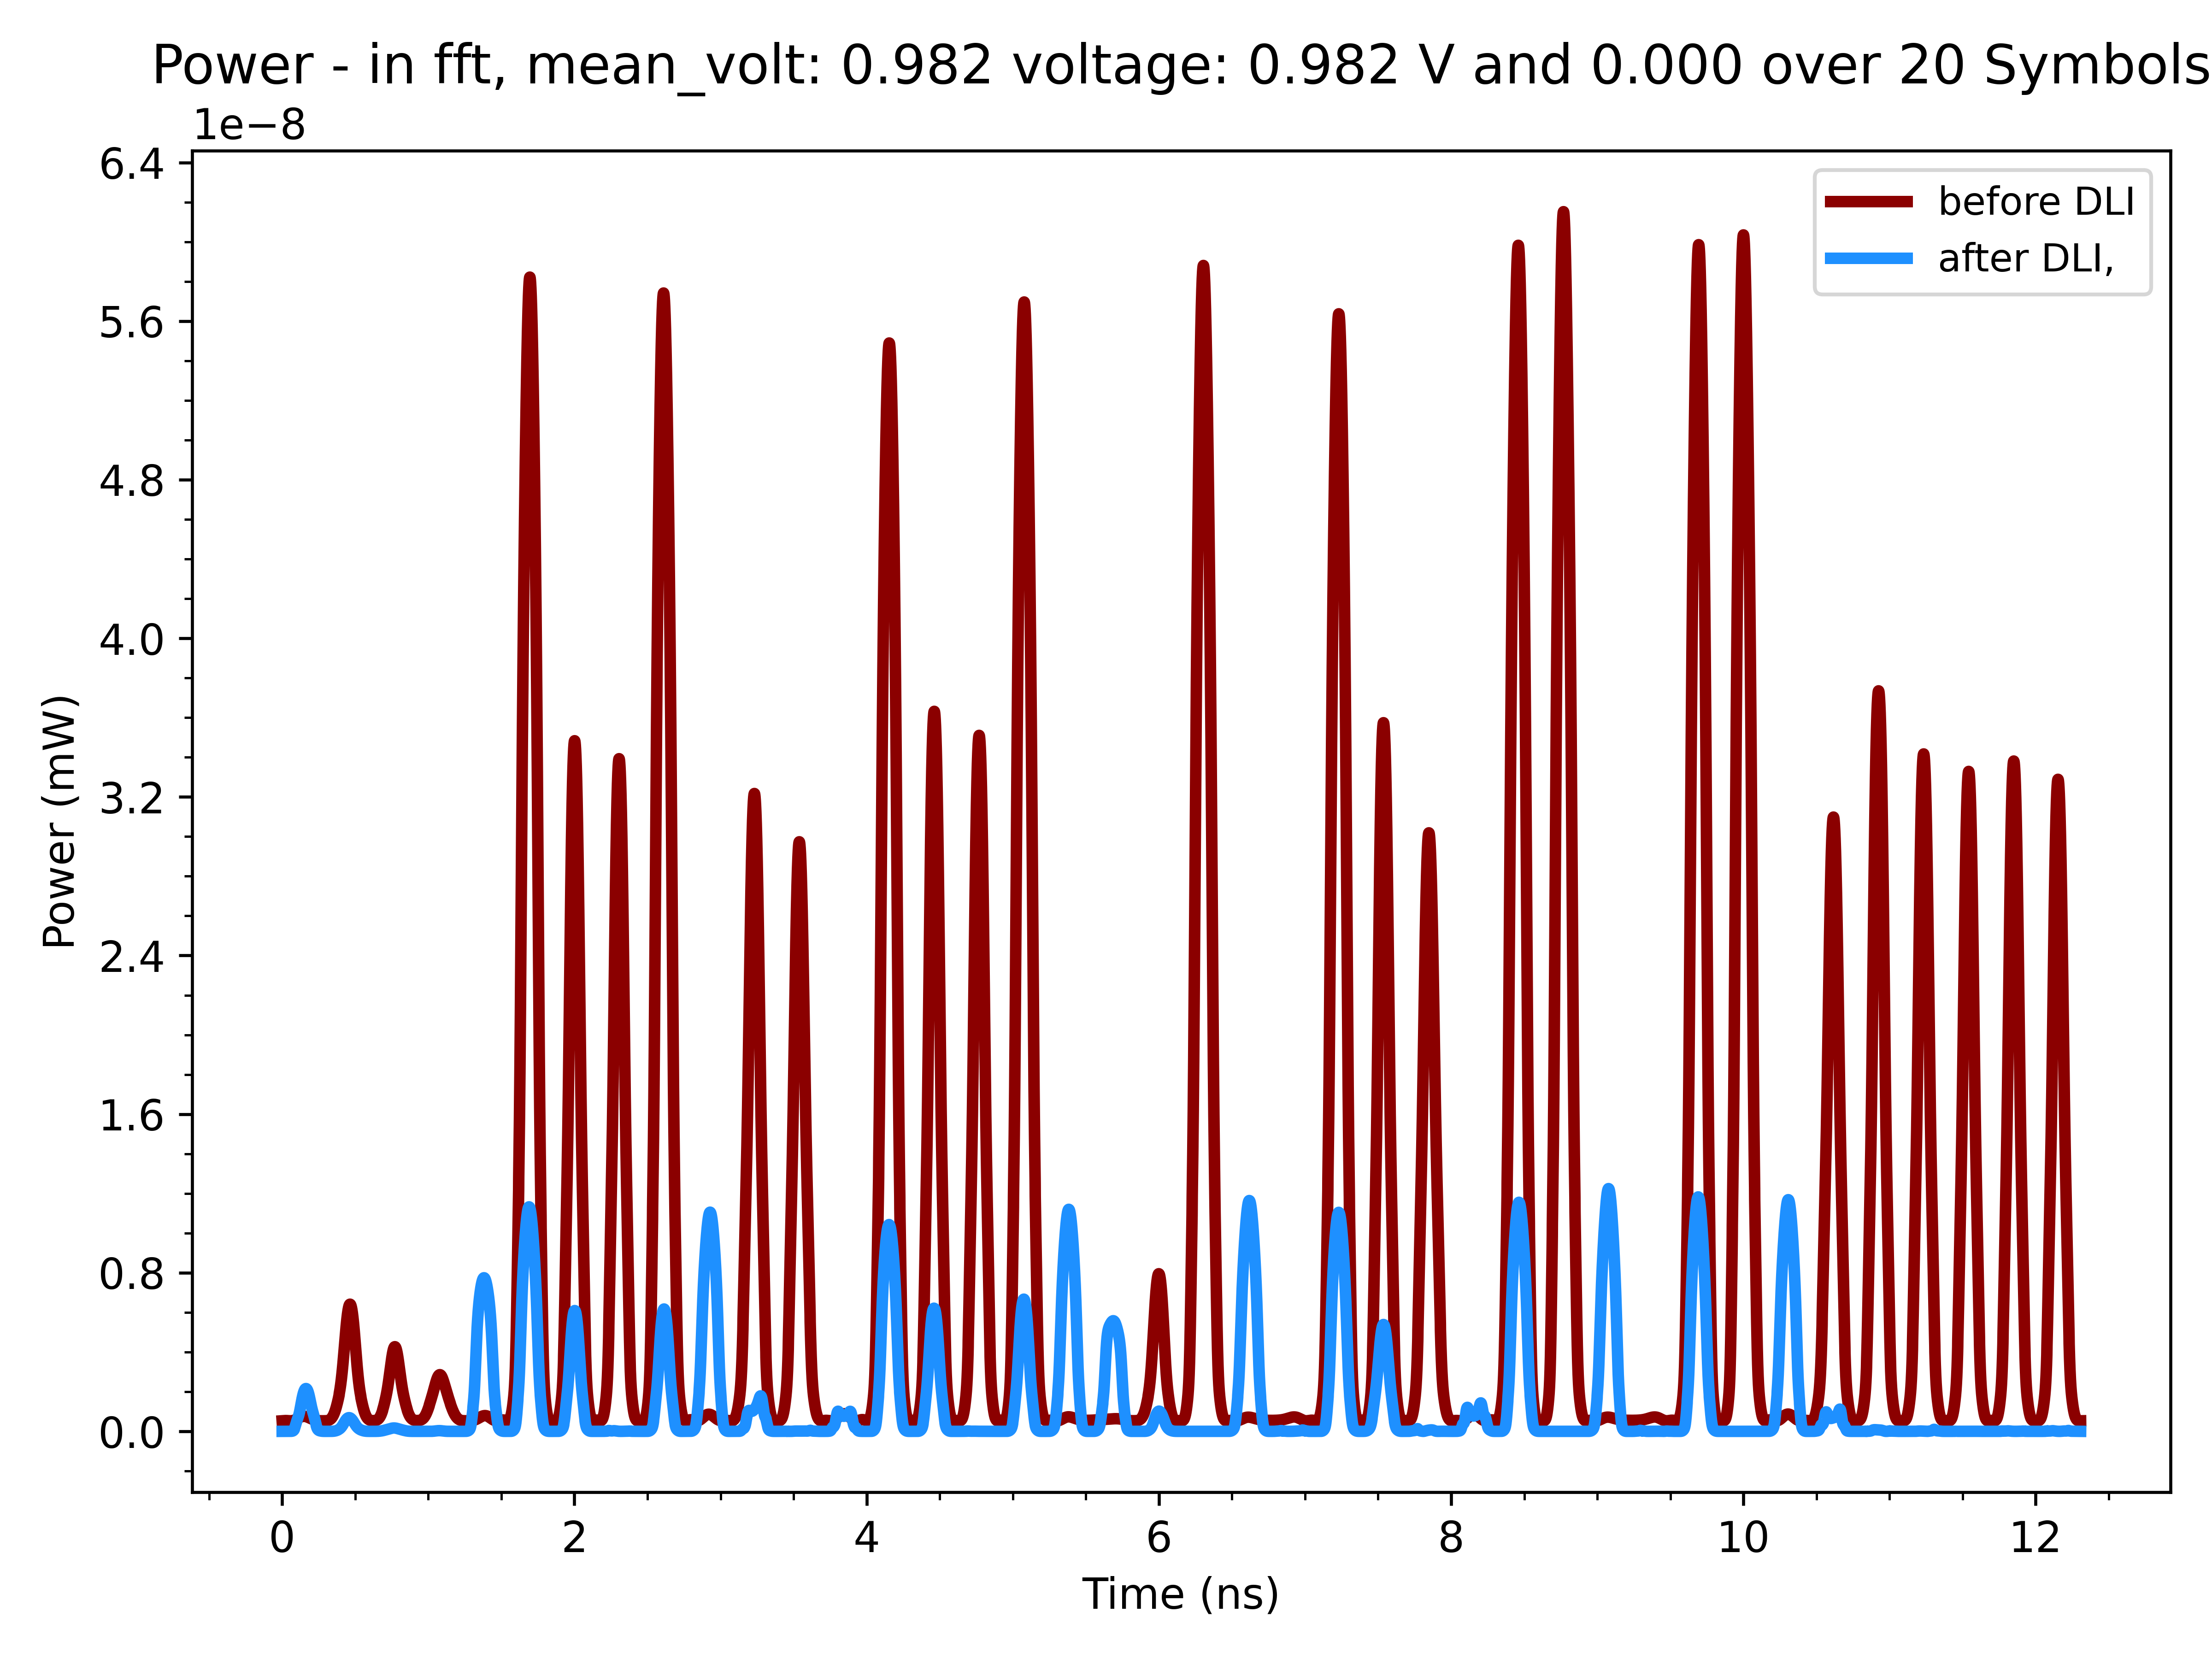 Power - in fft, mean_volt: 0.982 voltage: 0.982 V and 0.000 over 20 Symbols
1e−8
6.4
5.6
4.8
4.0
3.2
2.4
1.6
0.8
0.0
Power (mW)
before DLI
after DLI,
0 2 4 6 8 10 12
Time (ns)